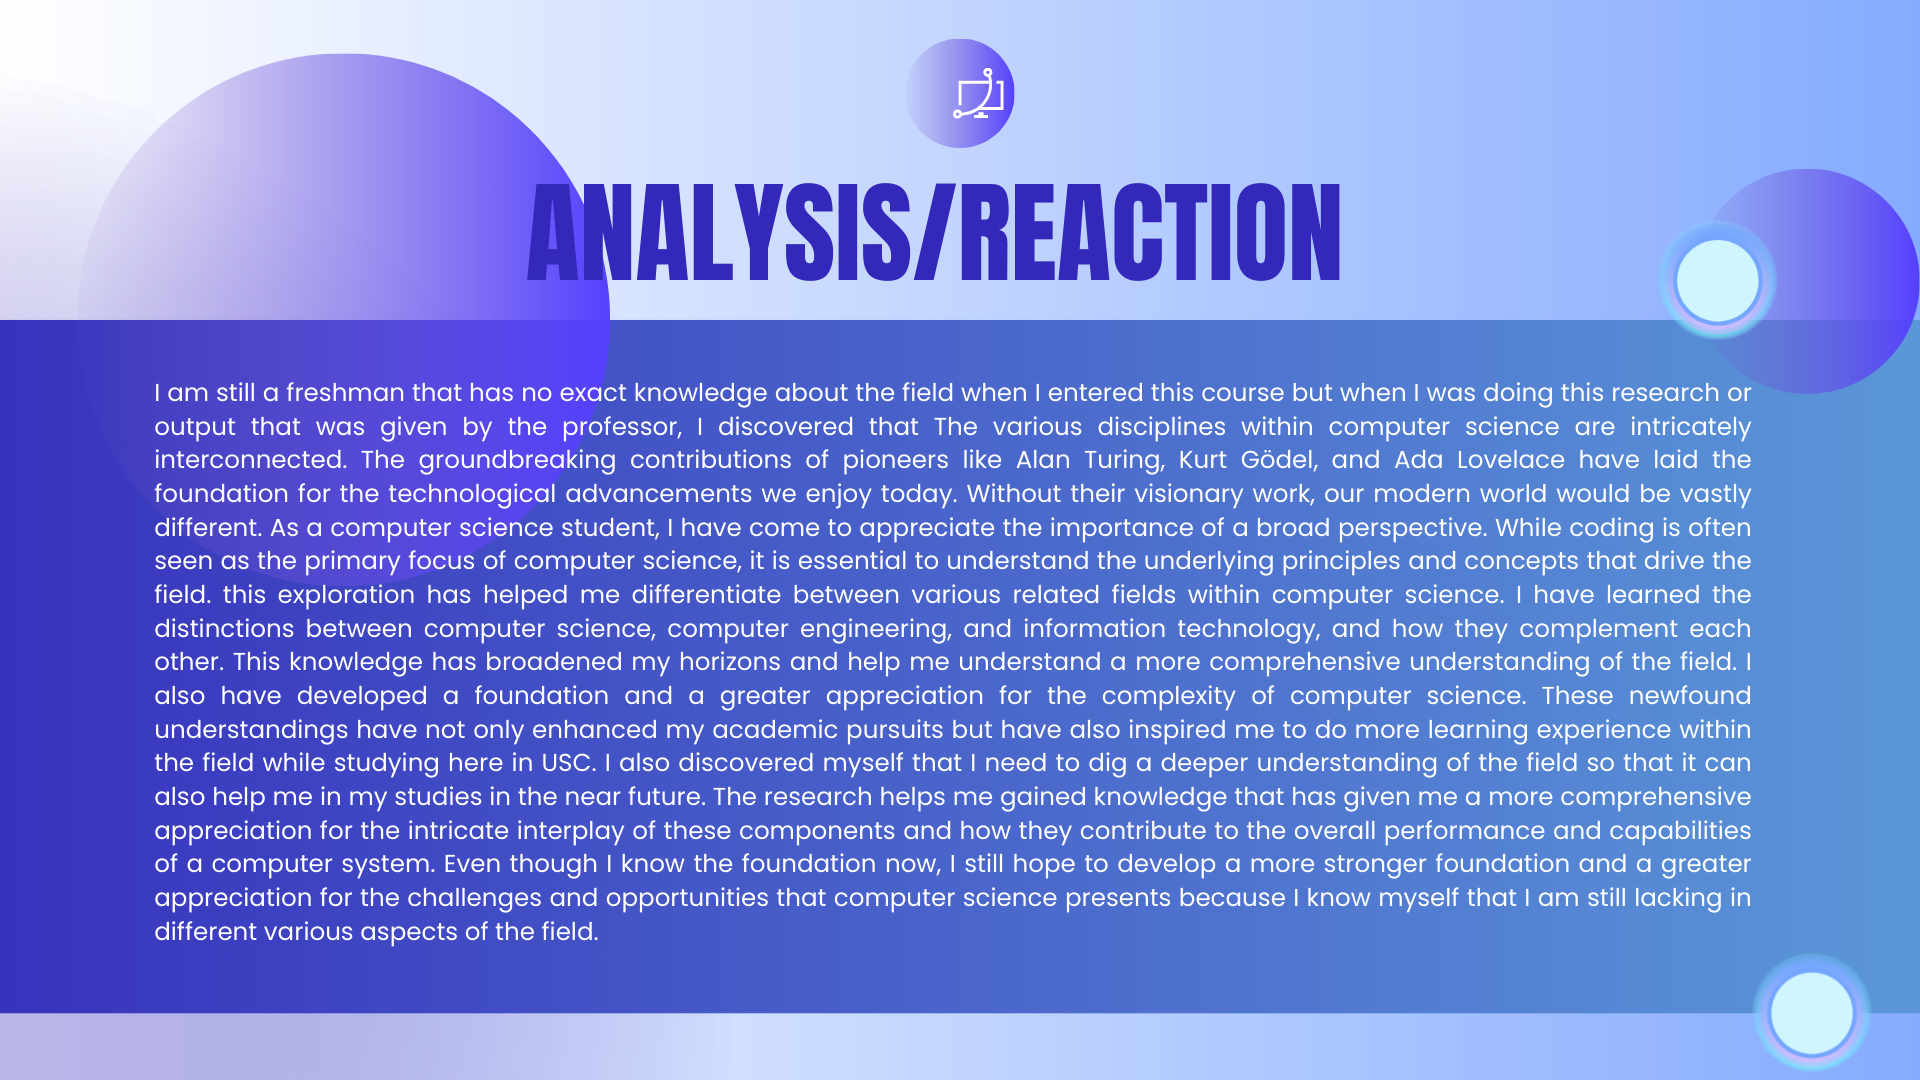 ANALYSIS/REACTION
I am still a freshman that has no exact knowledge about the field when I entered this course but when I was doing this research or
output that was given by the professor, I discovered that The various disciplines within computer science are intricately
interconnected. The groundbreaking contributions of pioneers like Alan Turing, Kurt Gödel, and Ada Lovelace have laid the
foundation for the technological advancements we enjoy today. Without their visionary work, our modern world would be vastly
different. As a computer science student, I have come to appreciate the importance of a broad perspective. While coding is often
seen as the primary focus of computer science, it is essential to understand the underlying principles and concepts that drive the
field. this exploration has helped me differentiate between various related fields within computer science. I have learned the
distinctions between computer science, computer engineering, and information technology, and how they complement each
other. This knowledge has broadened my horizons and help me understand a more comprehensive understanding of the field. I
also have developed a foundation and a greater appreciation for the complexity of computer science. These newfound
understandings have not only enhanced my academic pursuits but have also inspired me to do more learning experience within
the field while studying here in USC. I also discovered myself that I need to dig a deeper understanding of the field so that it can
also help me in my studies in the near future. The research helps me gained knowledge that has given me a more comprehensive
appreciation for the intricate interplay of these components and how they contribute to the overall performance and capabilities
of a computer system. Even though I know the foundation now, I still hope to develop a more stronger foundation and a greater
appreciation for the challenges and opportunities that computer science presents because I know myself that I am still lacking in
different various aspects of the field.